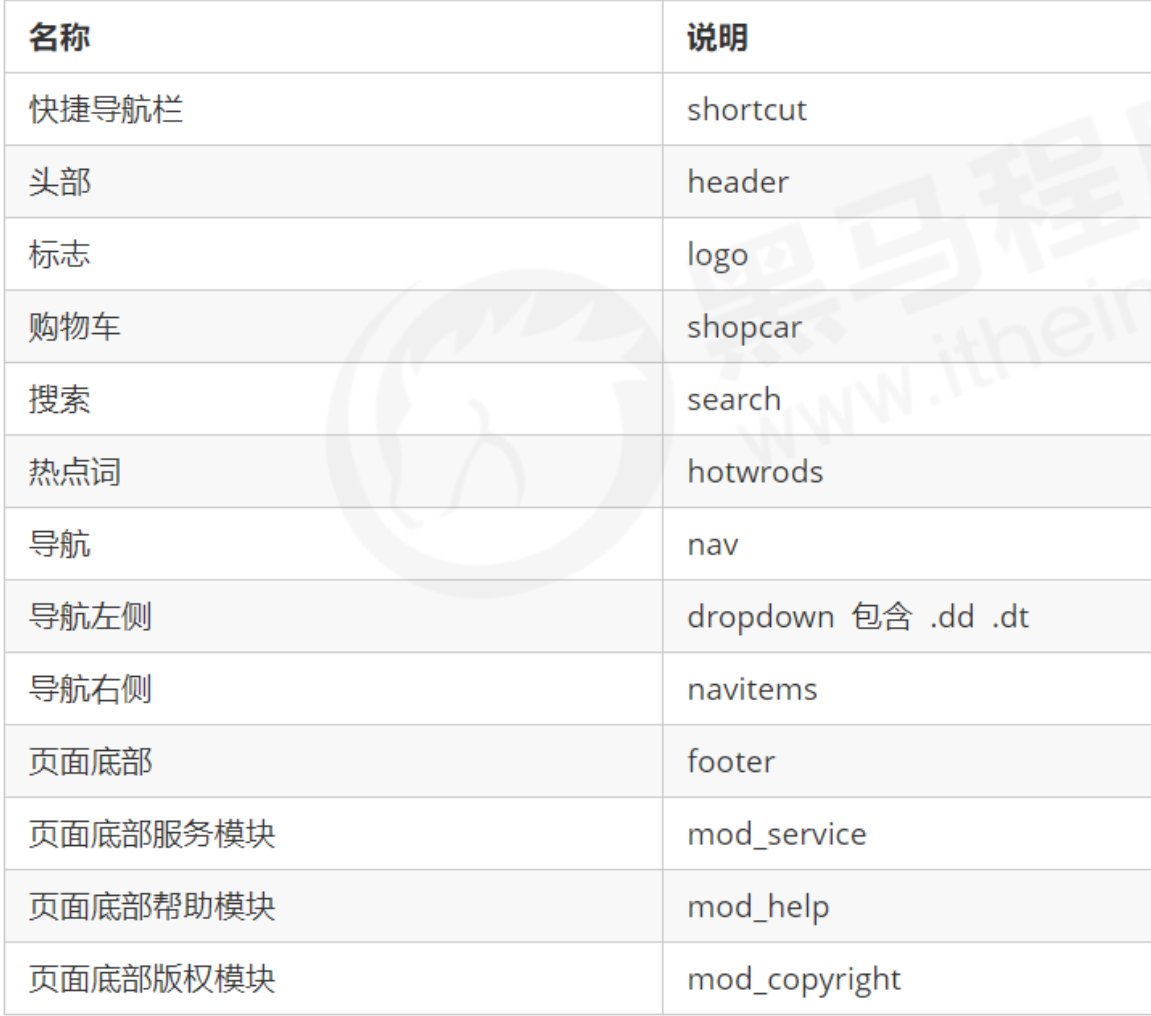 名称 说明
快捷导航栏 shortcut
头部 header
标志 logo
购物车 shopcar
搜索 search
热点词 hotwrods
导航 nav
导航左侧 dropdown 包含 .dd .dt
导航右侧 navitems
页面底部 footer
页面底部服务模块 mod_service
页面底部帮助模块 mod_help
页面底部版权模块 mod_copyright
黑马程
www.itheim